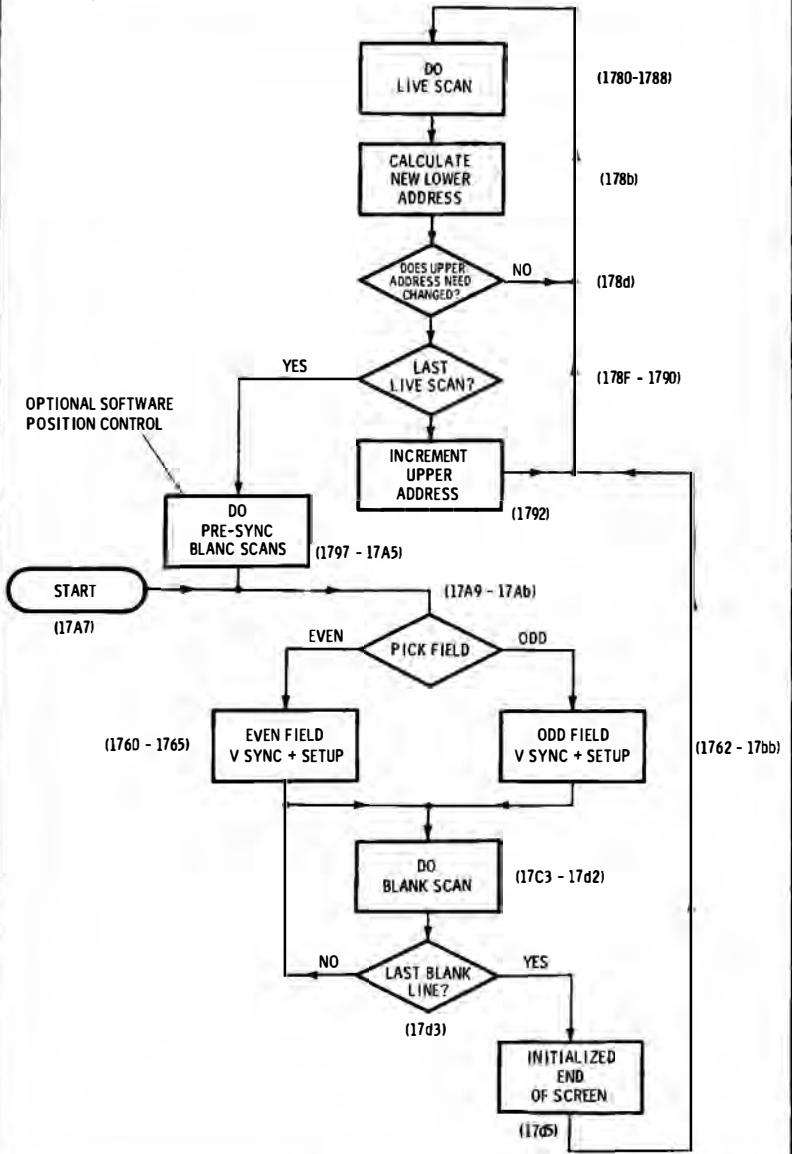 DO
LIVE SCAN
(1780-1788)
CALCULATE
NEW LOWER
ADDRESS
(178b)
DOES UPPER
ADDRESS NEED
CHANGED?
NO
(178d)
YES
LAST
LIVE SCAN?
(178F - 1790)
OPTIONAL SOFTWARE
POSITION CONTROL
INCREMENT
UPPER
ADDRESS
(1792)
DO
PRE-SYNC
BLANC SCANS
(1797 - 17A5)
START
(17A7)
(17A9 - 17Ab)
EVEN
PICK FIELD
ODD
(1760 - 1765)
EVEN FIELD
V SYNC + SETUP
ODD FIELD
V SYNC + SETUP
(1762 - 17bb)
DO
BLANK SCAN
(17C3 - 17d2)
NO
LAST BLANK
LINE?
YES
(17d3)
INITIALIZED
END
OF SCREEN
(17d5)